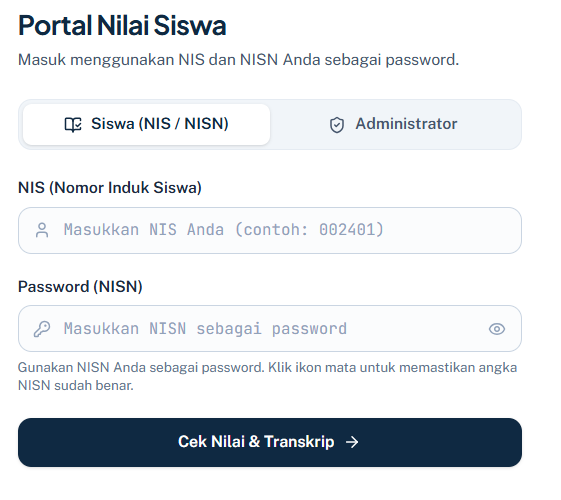 Portal Nilai Siswa
Masuk menggunakan NIS dan NISN Anda sebagai password.
Siswa (NIS / NISN)
Administrator
NIS (Nomor Induk Siswa)
Masukkan NIS Anda (contoh: 002401)
Password (NISN)
Masukkan NISN sebagai password
Gunakan NISN Anda sebagai password. Klik ikon mata untuk memastikan angka
NISN sudah benar.
Cek Nilai & Transkrip →